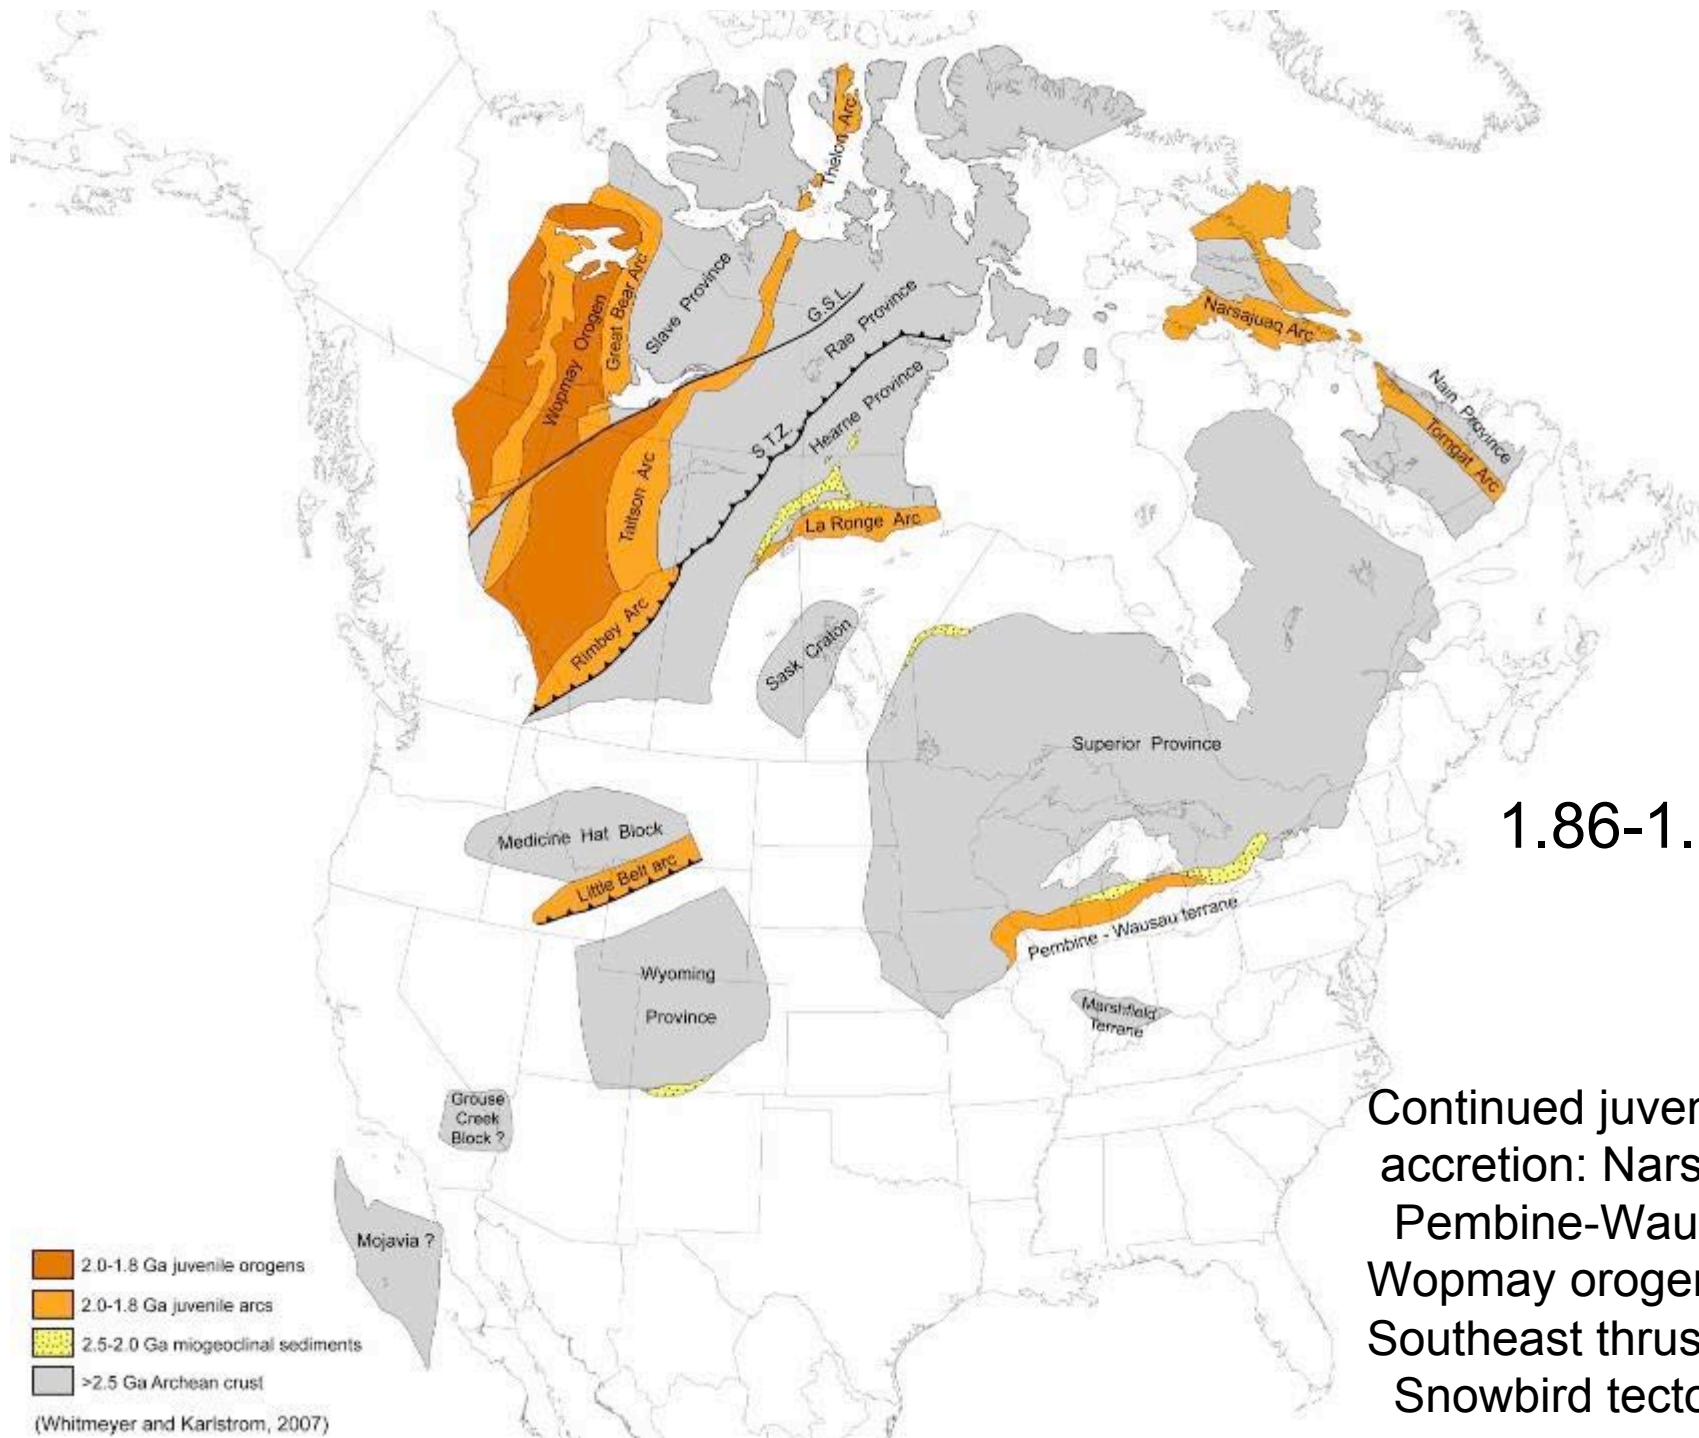 Thelon Arc
Wopmay Orogen
Great Bear Arc
Slave Province
G.S.L.
Rae Province
Narsajuaq Arc
S.T.Z.
Hearne Province
Nain Province
Torngat Arc
Taltson Arc
La Ronge Arc
Rimbey Arc
Sask Craton
Superior Province
1.86-1.
Medicine Hat Block
Little Belt arc
Pembine - Wausau terrane
Wyoming
Province
Marshfield
Terrane
Grouse
Creek
Block ?
Mojavia ?
Continued juven
accretion: Nars
Pembine-Wau
Wopmay oroger
Southeast thrus
Snowbird tecto
2.0-1.8 Ga juvenile orogens
2.0-1.8 Ga juvenile arcs
2.5-2.0 Ga miogeoclinal sediments
>2.5 Ga Archean crust
(Whitmeyer and Karlstrom, 2007)